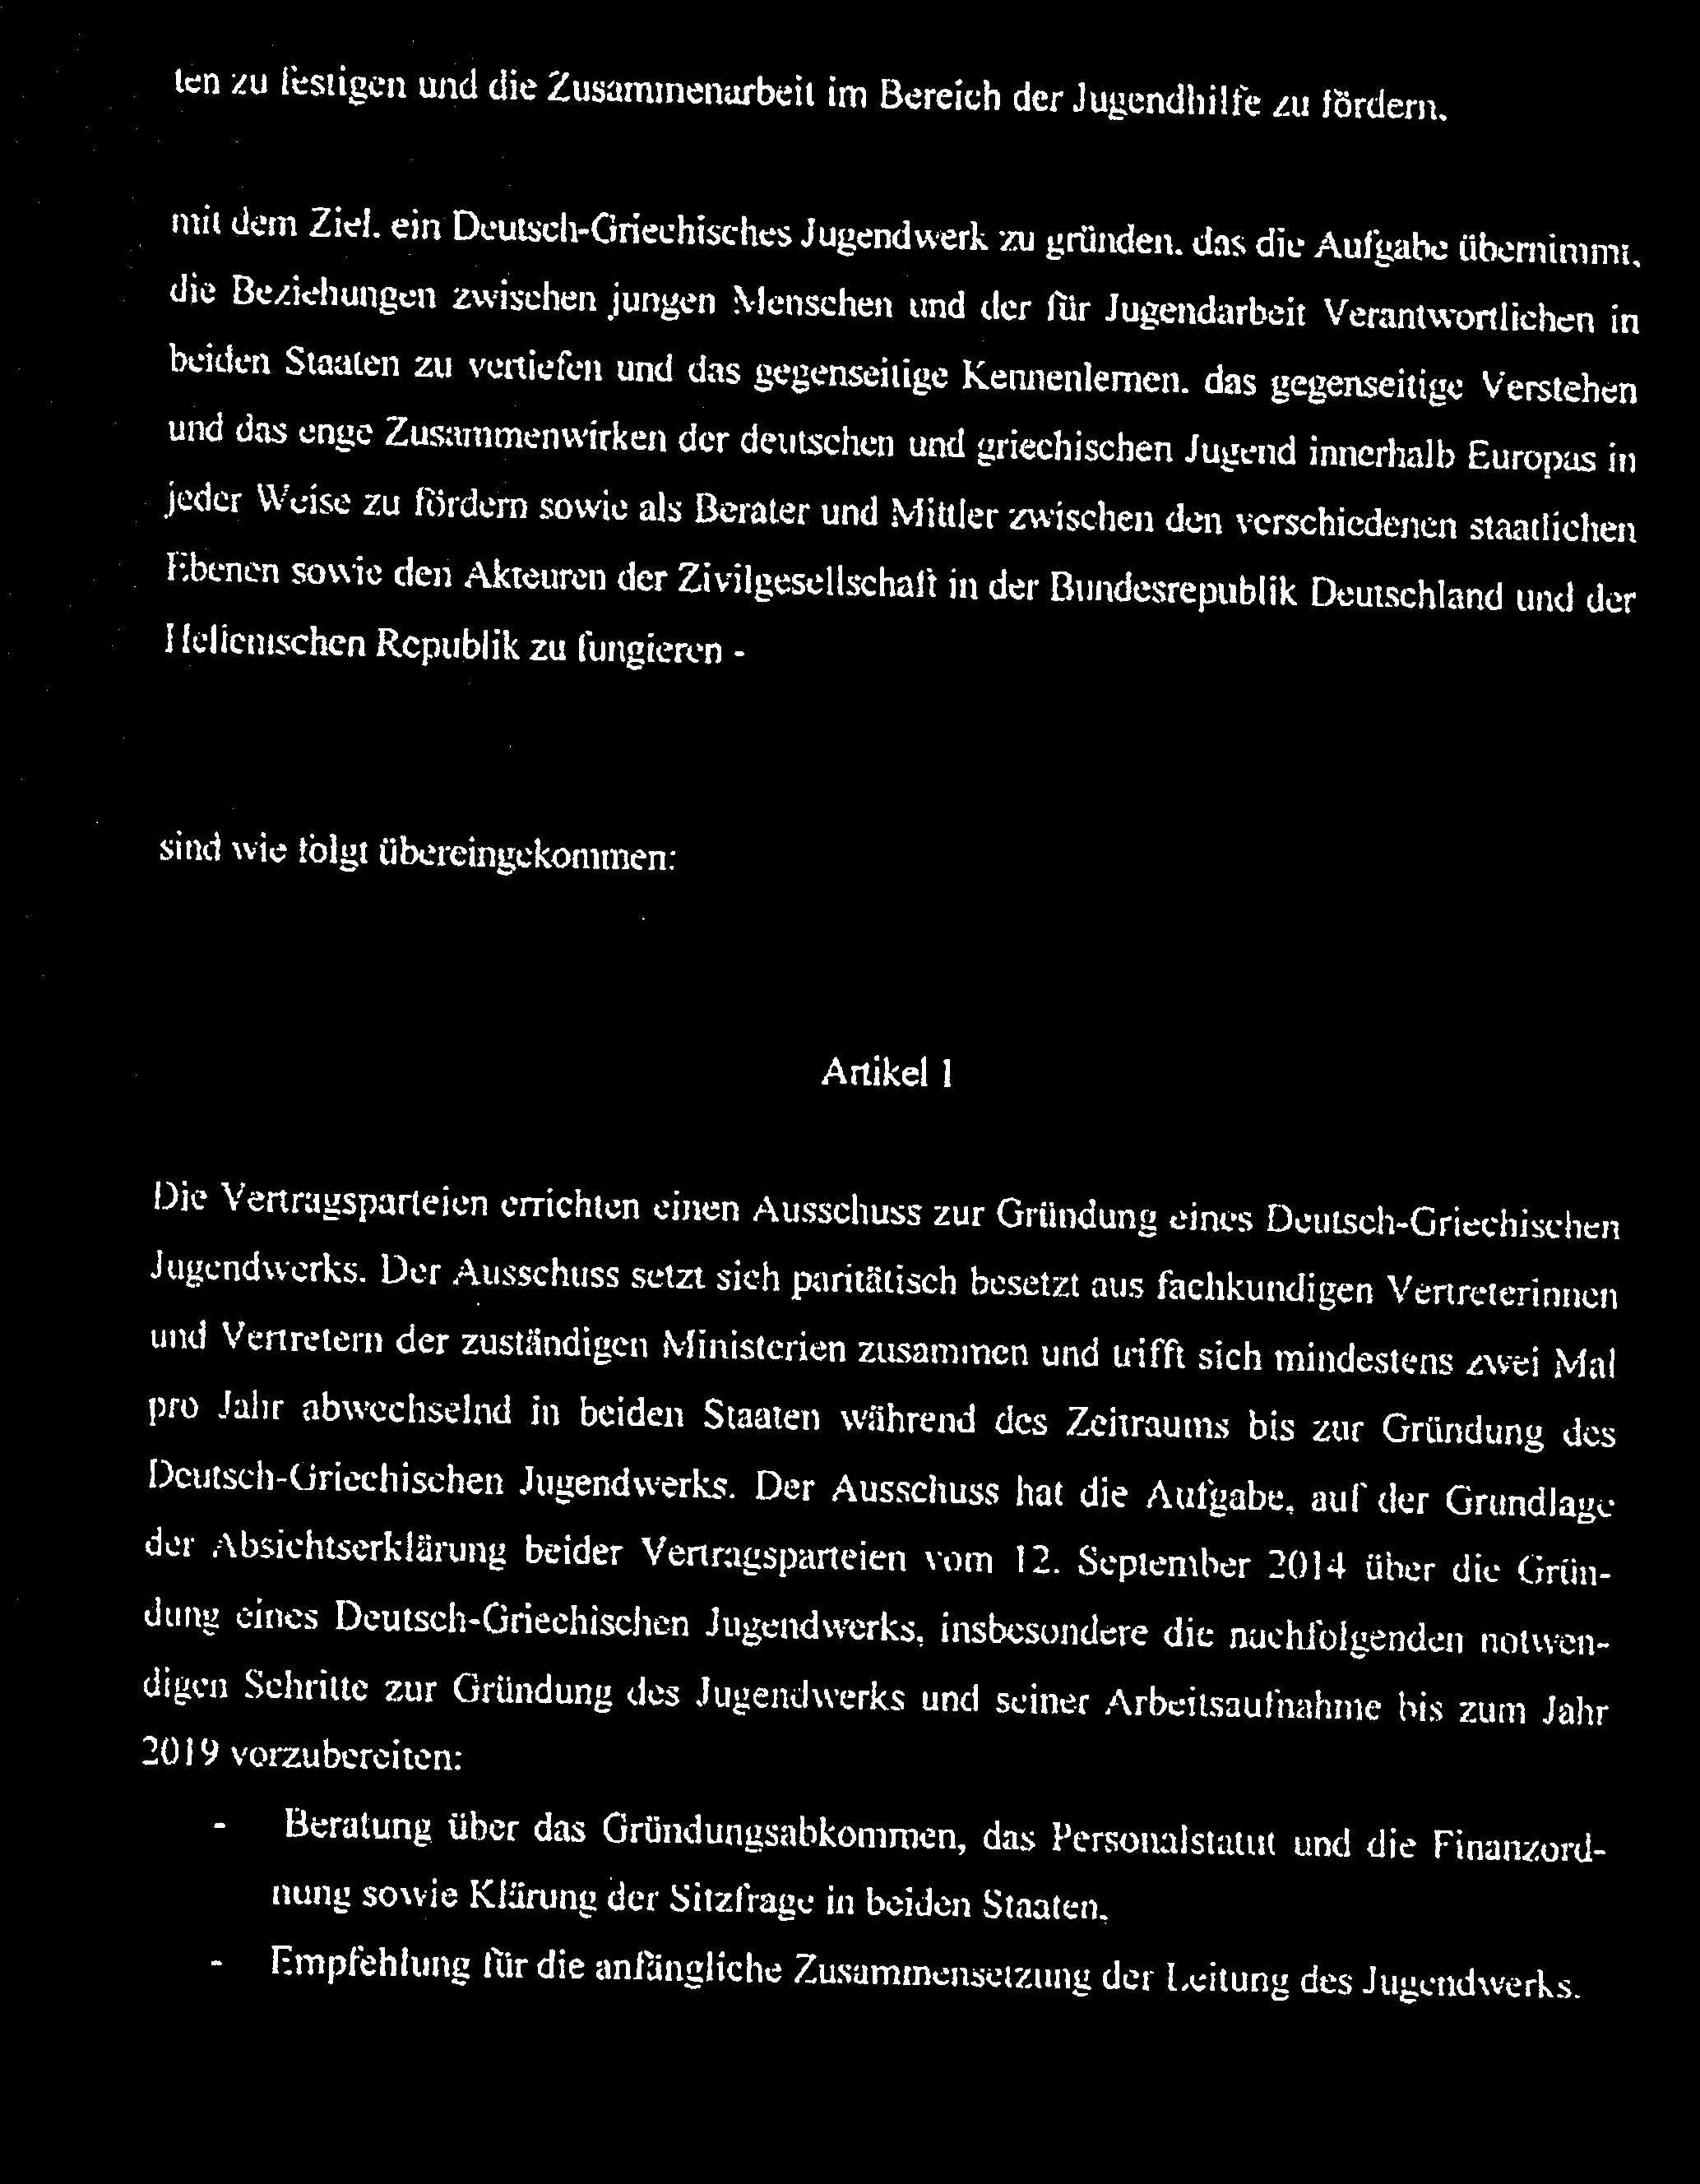 ten zu festigen und die Zusammenarbeit im Bereich der Jugendhilfe zu fördern,
mit dem Ziel, ein Deutsch-Griechisches Jugendwerk zu gründen, das die Aufgabe übernimmt,
die Beziehungen zwischen jungen Menschen und der für Jugendarbeit Verantwortlichen in
beiden Staaten zu vertiefen und das gegenseitige Kennenlernen, das gegenseitige Verstehen
und das enge Zusammenwirken der deutschen und griechischen Jugend innerhalb Europas in
jeder Weise zu fördern sowie als Berater und Mittler zwischen den verschiedenen staatlichen
Ebenen sowie den Akteuren der Zivilgesellschaft in der Bundesrepublik Deutschland und der
Hellenischen Republik zu fungieren -
sind wie folgt übereingekommen:
Artikel 1
Die Vertragsparteien errichten einen Ausschuss zur Gründung eines Deutsch-Griechischen
Jugendwerks. Der Ausschuss setzt sich paritätisch besetzt aus fachkundigen Vertreterinnen
und Vertretern der zuständigen Ministerien zusammen und trifft sich mindestens zwei Mal
pro Jahr abwechselnd in beiden Staaten während des Zeitraums bis zur Gründung des
Deutsch-Griechischen Jugendwerks. Der Ausschuss hat die Aufgabe, auf der Grundlage
der Absichtserklärung beider Vertragsparteien vom 12. September 2014 über die Grün-
dung eines Deutsch-Griechischen Jugendwerks, insbesondere die nachfolgenden notwen-
digen Schritte zur Gründung des Jugendwerks und seiner Arbeitsaufnahme bis zum Jahr
2019 vorzubereiten:
- Beratung über das Gründungsabkommen, das Personalstatut und die Finanzord-
nung sowie Klärung der Sitzfrage in beiden Staaten,
- Empfehlung für die anfängliche Zusammensetzung der Leitung des Jugendwerks.